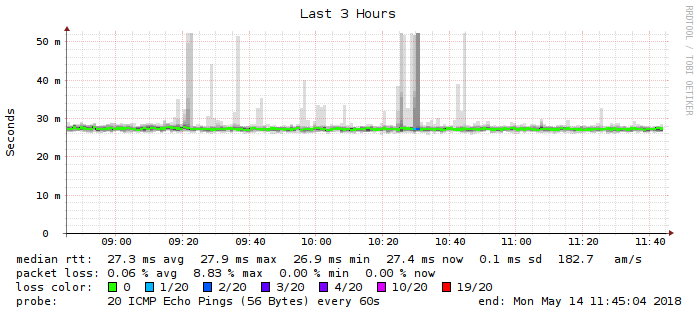 Last 3 Hours
RRDTOOL / TOBI OETIKER
Seconds
50 m
40 m
30 m
20 m
10 m
0
09:00 09:20 09:40 10:00 10:20 10:40 11:00 11:20 11:40
median rtt: 27.3 ms avg 27.9 ms max 26.9 ms min 27.4 ms now 0.1 ms sd 182.7 am/s
packet loss: 0.06 % avg 8.83 % max 0.00 % min 0.00 % now
loss color: 0 1/20 2/20 3/20 4/20 10/20 19/20
probe: 20 ICMP Echo Pings (56 Bytes) every 60s end: Mon May 14 11:45:04 2018